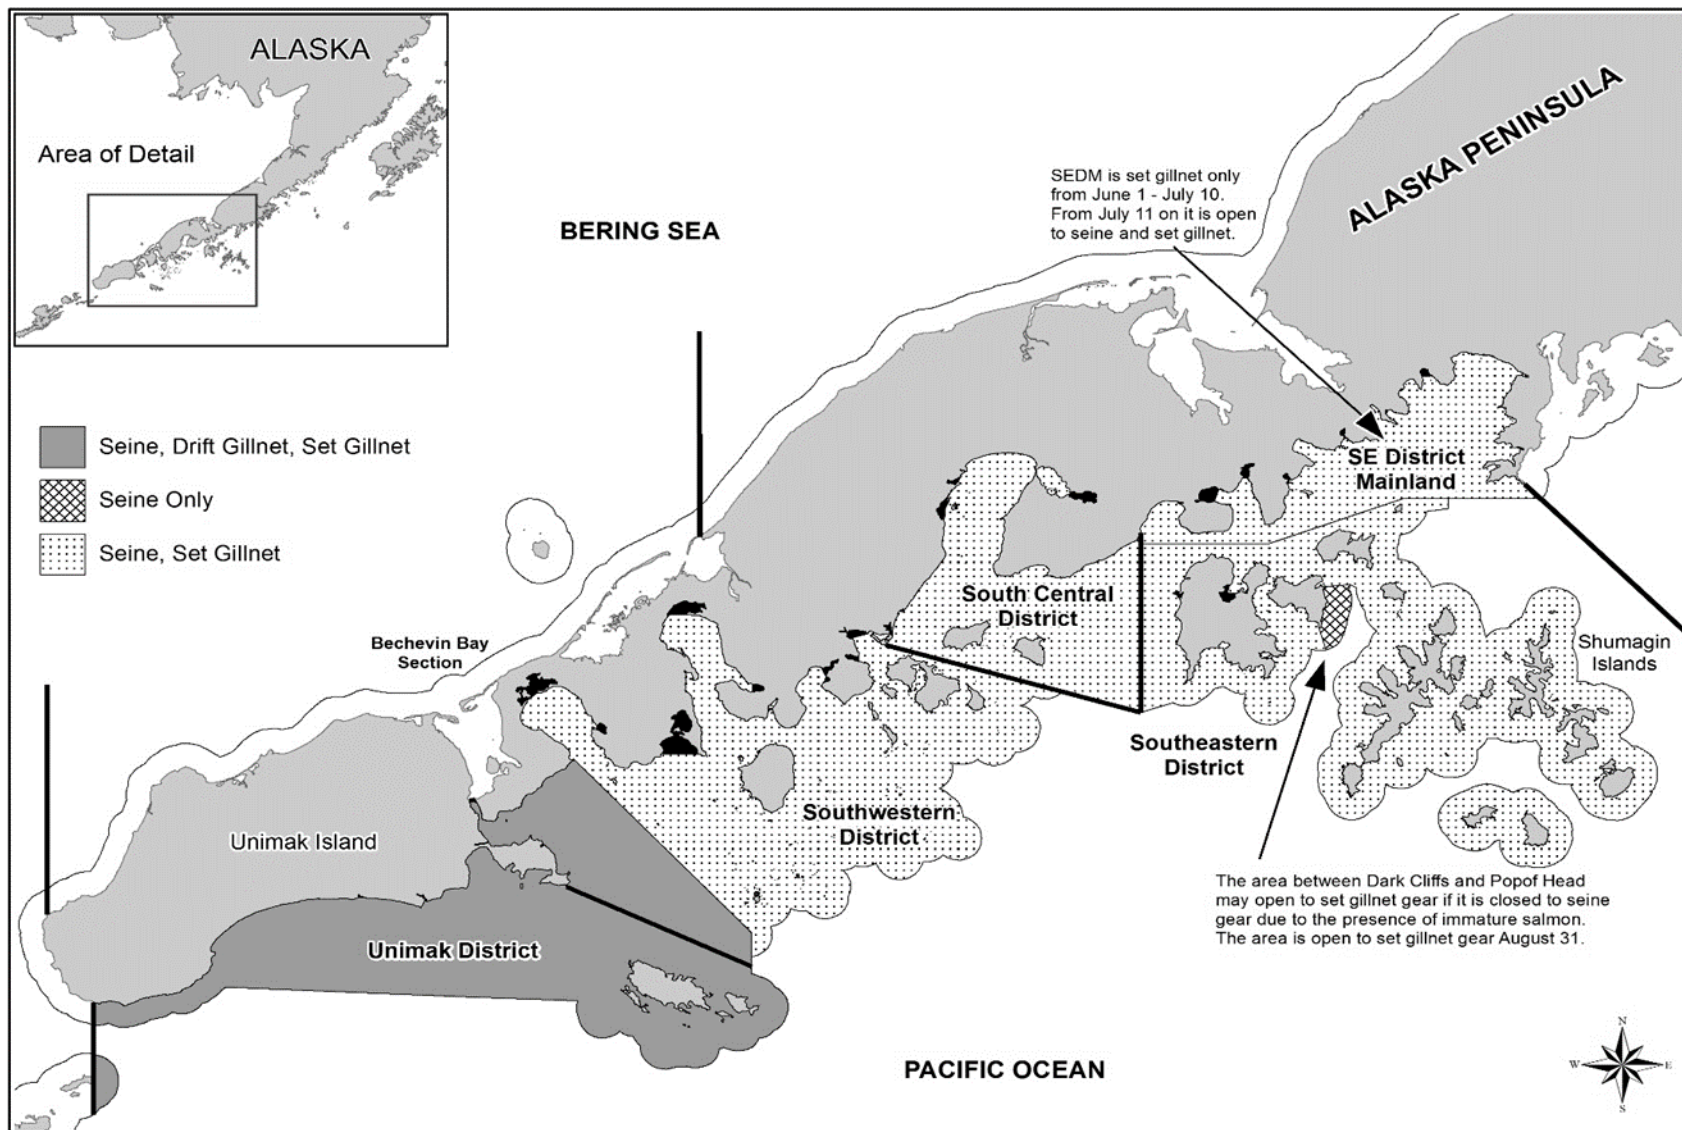 ALASKA
Area of Detail
BERING SEA
ALASKA PENINSULA
SEDM is set gillnet only
from June 1 - July 10.
From July 11 on it is open
to seine and set gillnet.
Seine, Drift Gillnet, Set Gillnet
Seine Only
Seine, Set Gillnet
SE District
Mainland
South Central
District
Bechevin Bay
Section
Shumagin
Islands
Southeastern
District
Southwestern
District
Unimak Island
Unimak District
The area between Dark Cliffs and Popof Head
may open to set gillnet gear if it is closed to seine
gear due to the presence of immature salmon.
The area is open to set gillnet gear August 31.
PACIFIC OCEAN
N
W
E
S